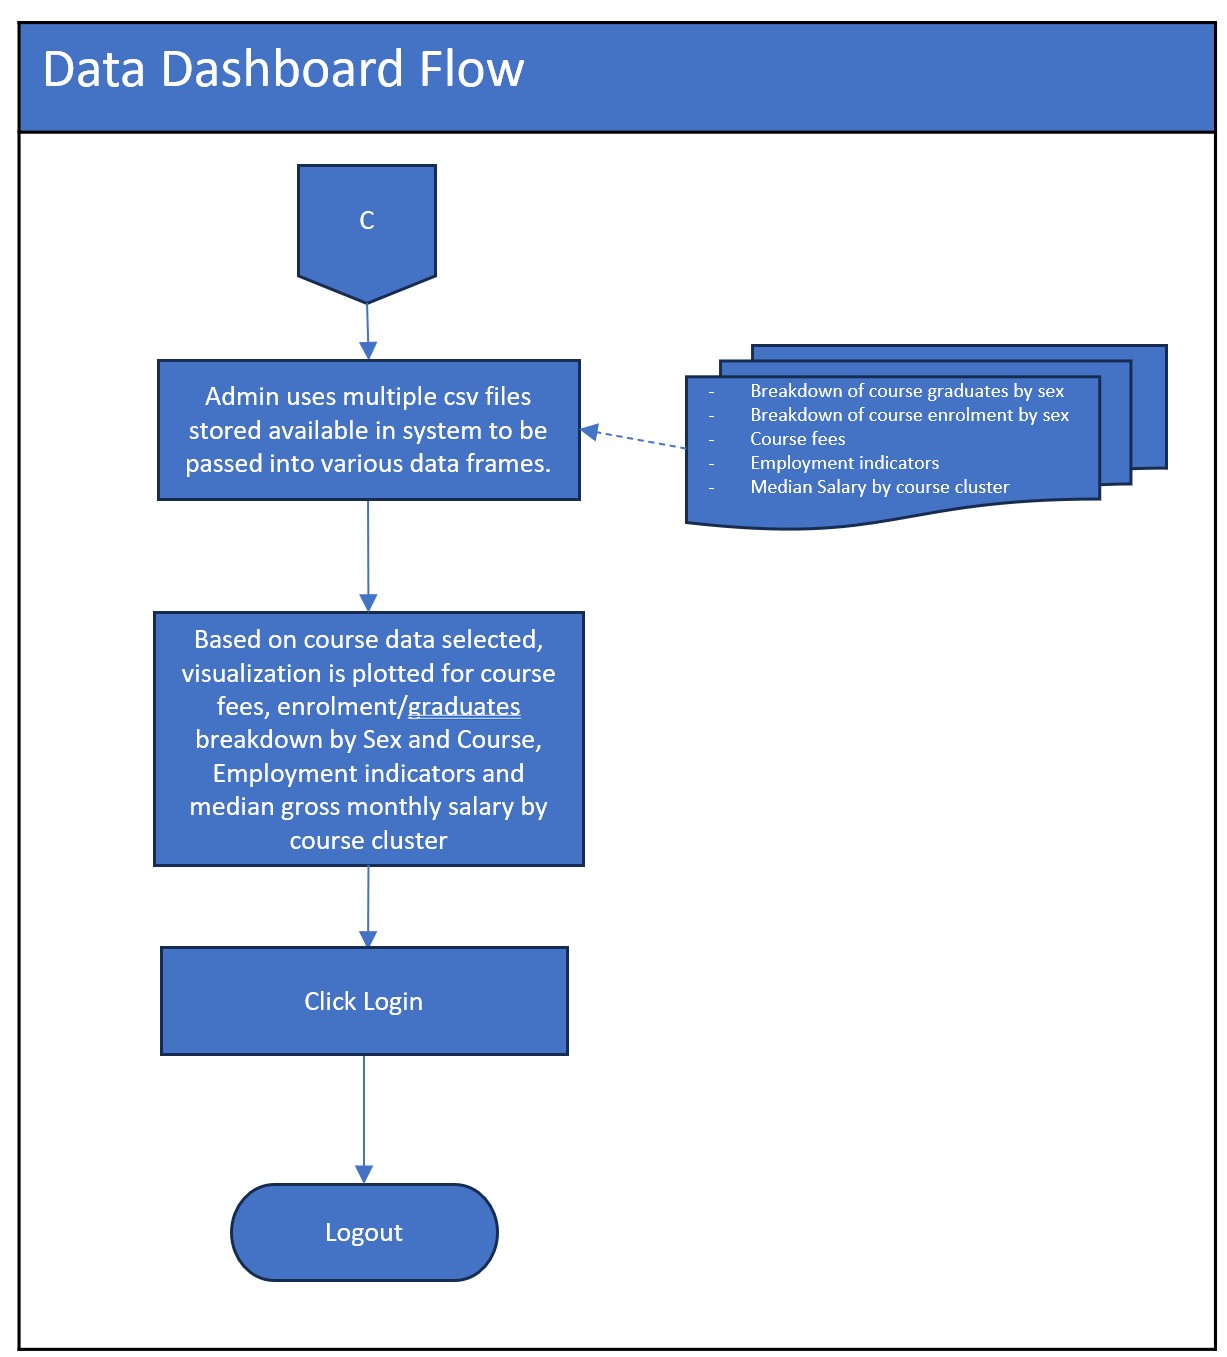 Data Dashboard Flow
C
Admin uses multiple csv files
stored available in system to be
passed into various data frames.
- Breakdown of course graduates by sex
- Breakdown of course enrolment by sex
- Course fees
- Employment indicators
- Median Salary by course cluster
Based on course data selected,
visualization is plotted for course
fees, enrolment/graduates
breakdown by Sex and Course,
Employment indicators and
median gross monthly salary by
course cluster
Click Login
Logout